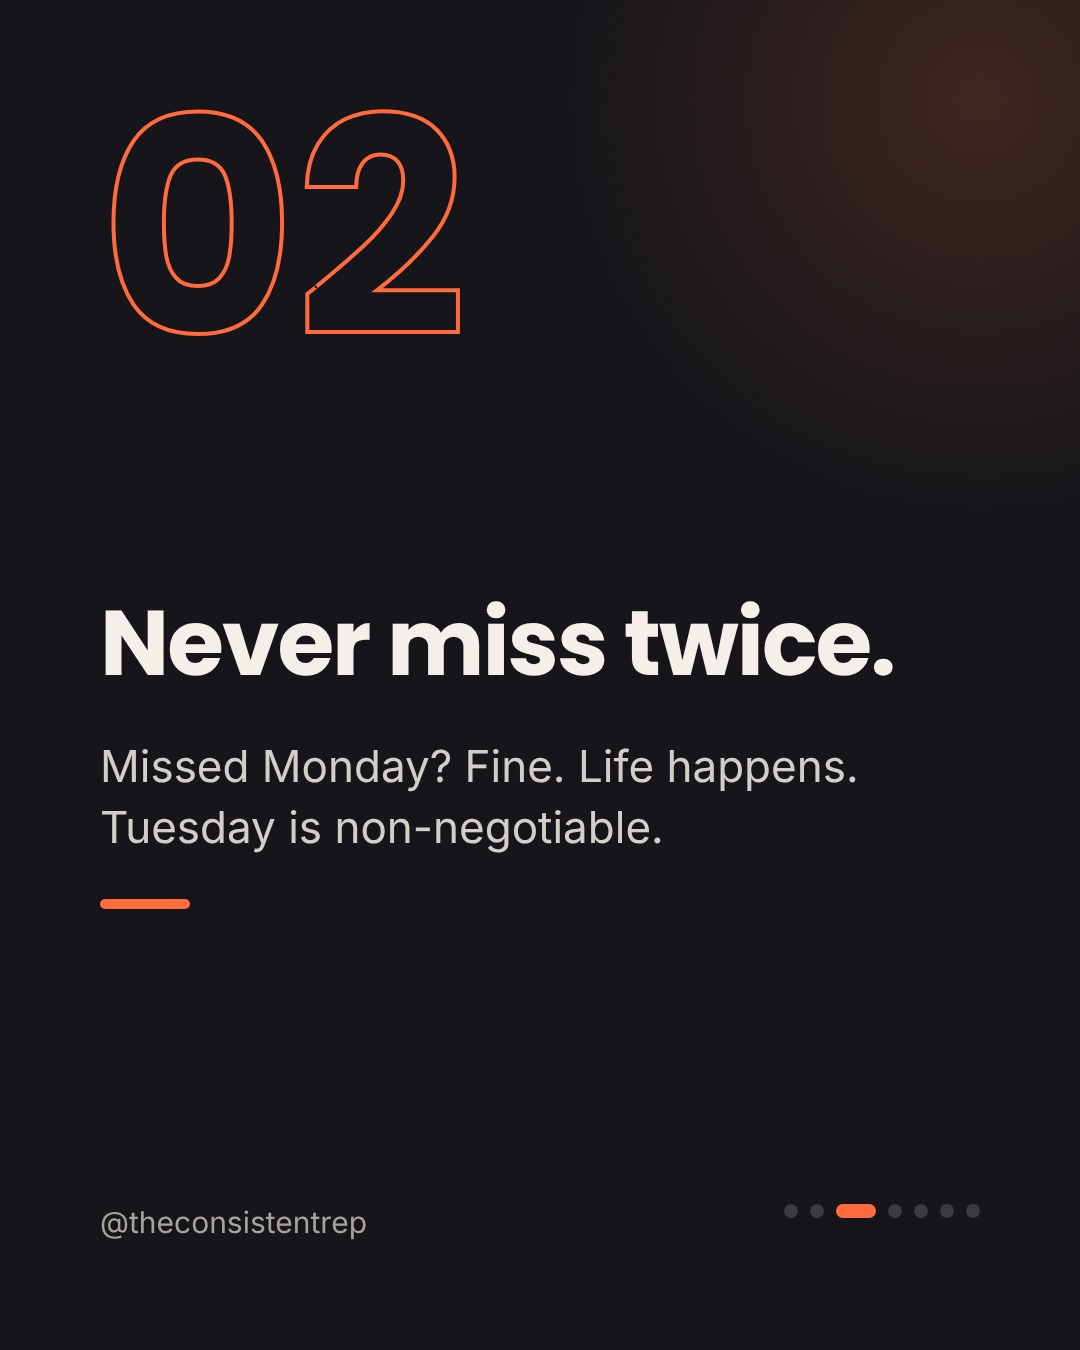 02
Never miss twice.
Missed Monday? Fine. Life happens.
Tuesday is non-negotiable.
@theconsistentrep